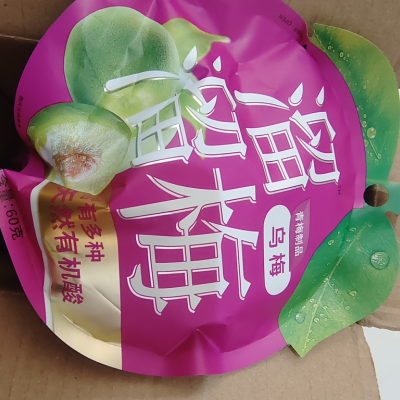 溜溜梅
青梅制品
乌梅
有多种
天然有机酸
60克